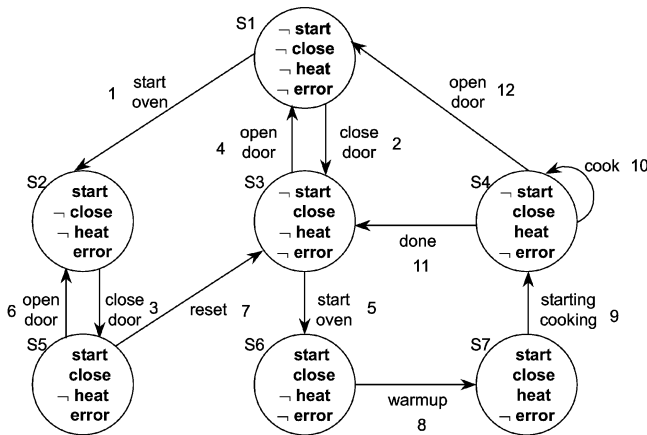 S1
¬ start
¬ close
¬ heat
¬ error
1 start oven
4 open door
close door 2
open door 12
S2
start
¬ close
¬ heat
error
S3
¬ start
close
¬ heat
¬ error
S4
¬ start
close
heat
¬ error
cook 10
done
11
6 open door
close door 3
reset 7
start oven 5
starting cooking 9
S5
start
close
¬ heat
error
S6
start
close
¬ heat
¬ error
warmup
8
S7
start
close
heat
¬ error